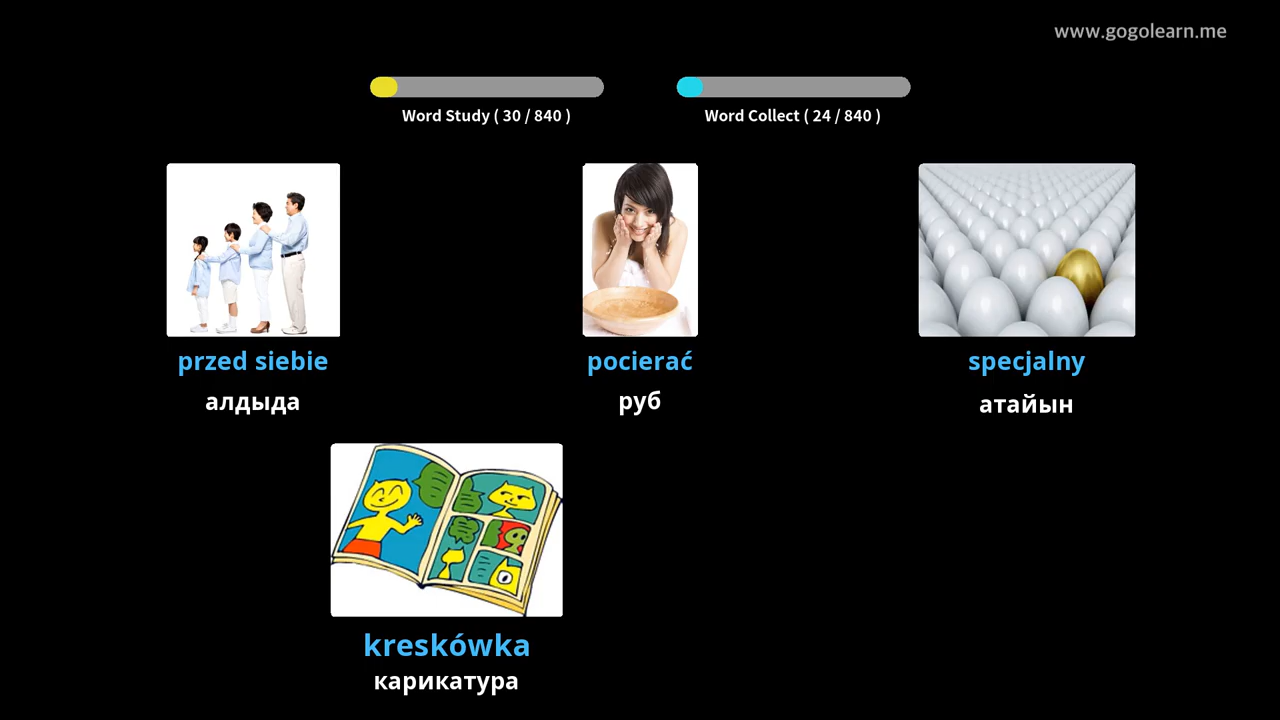 www.gogolearn.me
Word Study ( 30 / 840 )
Word Collect ( 24 / 840 )
przed siebie
алдыда
pocierać
руб
specjalny
атайын
kreskówka
карикатура